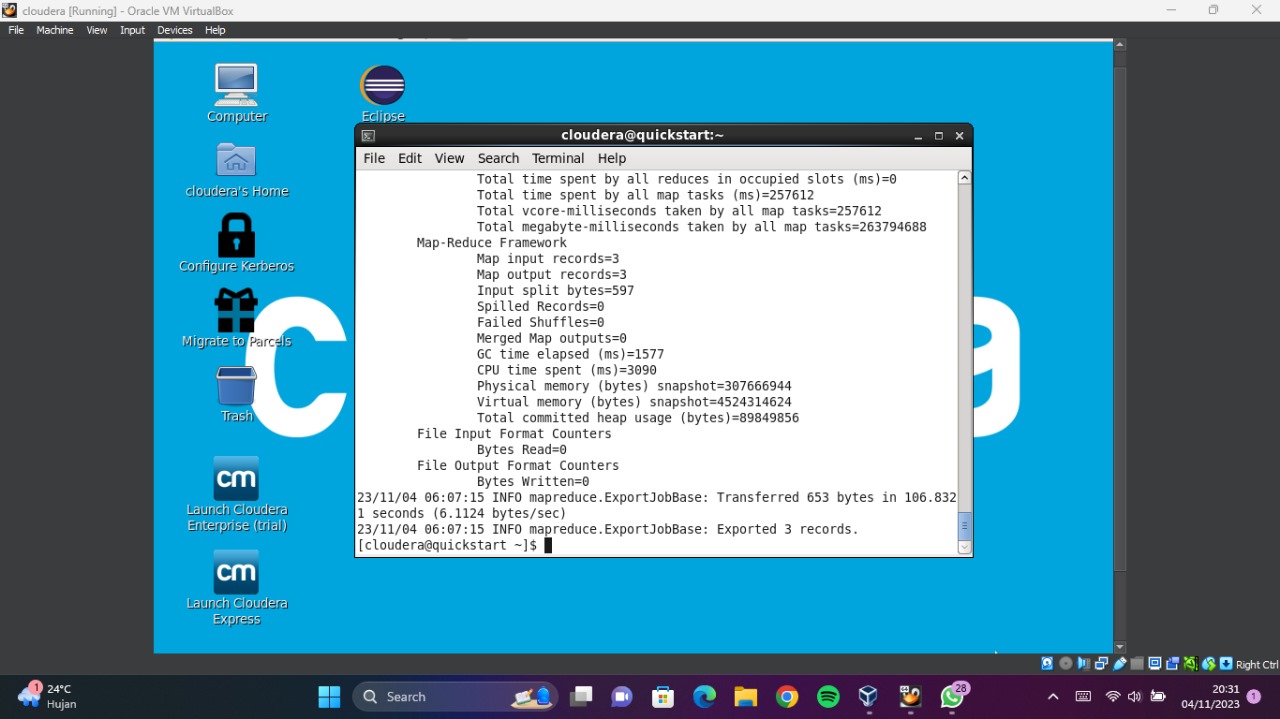 cloudera [Running] - Oracle VM VirtualBox
File Machine View Input Devices Help
Computer
Eclipse
cloudera's Home
Configure Kerberos
Migrate to Parcels
Trash
cm
Launch Cloudera
Enterprise (trial)
cm
Launch Cloudera
Express
cloudera@quickstart:~
File Edit View Search Terminal Help
Total time spent by all reduces in occupied slots (ms)=0
Total time spent by all map tasks (ms)=257612
Total vcore-milliseconds taken by all map tasks=257612
Total megabyte-milliseconds taken by all map tasks=263794688
Map-Reduce Framework
Map input records=3
Map output records=3
Input split bytes=597
Spilled Records=0
Failed Shuffles=0
Merged Map outputs=0
GC time elapsed (ms)=1577
CPU time spent (ms)=3090
Physical memory (bytes) snapshot=307666944
Virtual memory (bytes) snapshot=4524314624
Total committed heap usage (bytes)=89849856
File Input Format Counters
Bytes Read=0
File Output Format Counters
Bytes Written=0
23/11/04 06:07:15 INFO mapreduce.ExportJobBase: Transferred 653 bytes in 106.832
1 seconds (6.1124 bytes/sec)
23/11/04 06:07:15 INFO mapreduce.ExportJobBase: Exported 3 records.
[cloudera@quickstart ~]$
c
a
Right Ctrl
1
24°C
Hujan
Search
28
20:31
04/11/2023
1